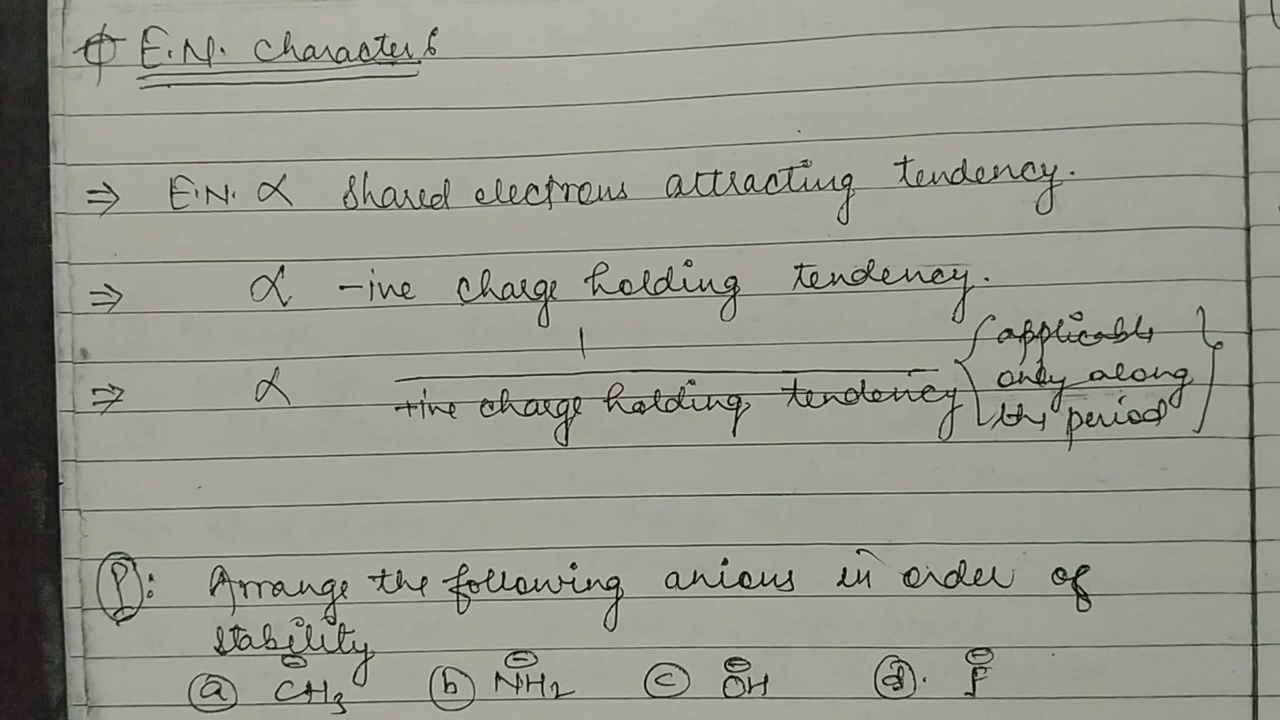 ⊄ E.N. character
⇒ E.N. ∝ shared electrons attracting tendency.
⇒ ∝ -ive charge holding tendency.
⇒ ∝ 1 / +ive charge holding tendency { applicable only along the period }
(P): Arrange the following anions in order of
stability
(a) CH₃⊖ (b) NH₂⊖ (c) OH⊖ (d). F⊖